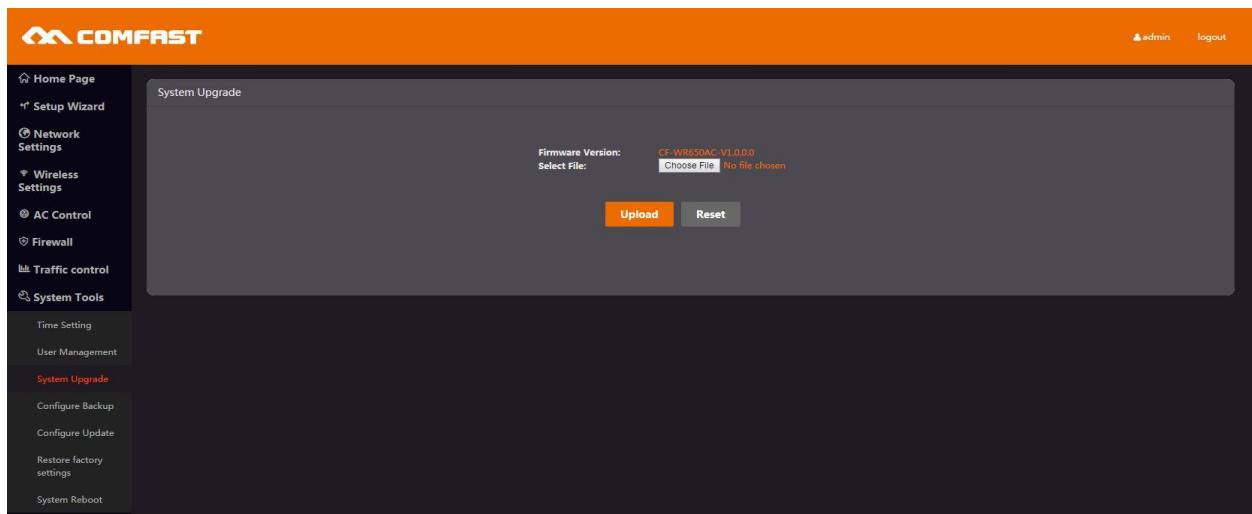 COMFAST
admin logout
Home Page
Setup Wizard
Network
Settings
Wireless
Settings
AC Control
Firewall
Traffic control
System Tools
Time Setting
User Management
System Upgrade
Configure Backup
Configure Update
Restore factory
settings
System Reboot
System Upgrade
Firmware Version: CF-WR650AC-V1.0.0.0
Select File: Choose File No file chosen
Upload Reset